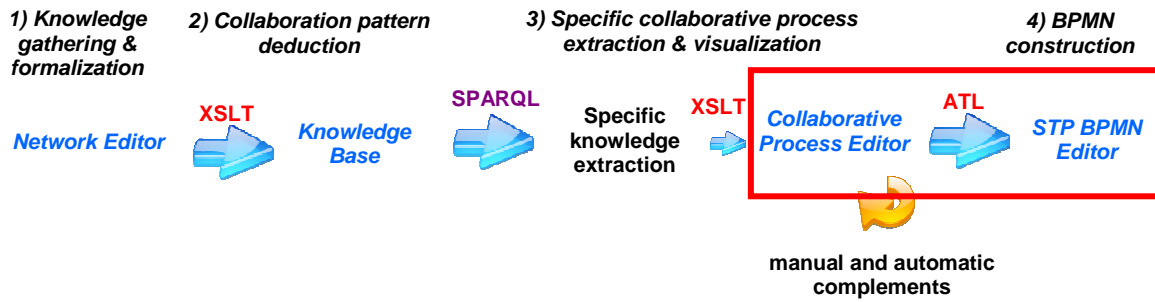 1) Knowledge
gathering &
formalization
2) Collaboration pattern
deduction
3) Specific collaborative process
extraction & visualization
4) BPMN
construction
Network Editor
XSLT
Knowledge
Base
SPARQL
Specific
knowledge
extraction
XSLT
Collaborative
Process Editor
ATL
STP BPMN
Editor
manual and automatic
complements